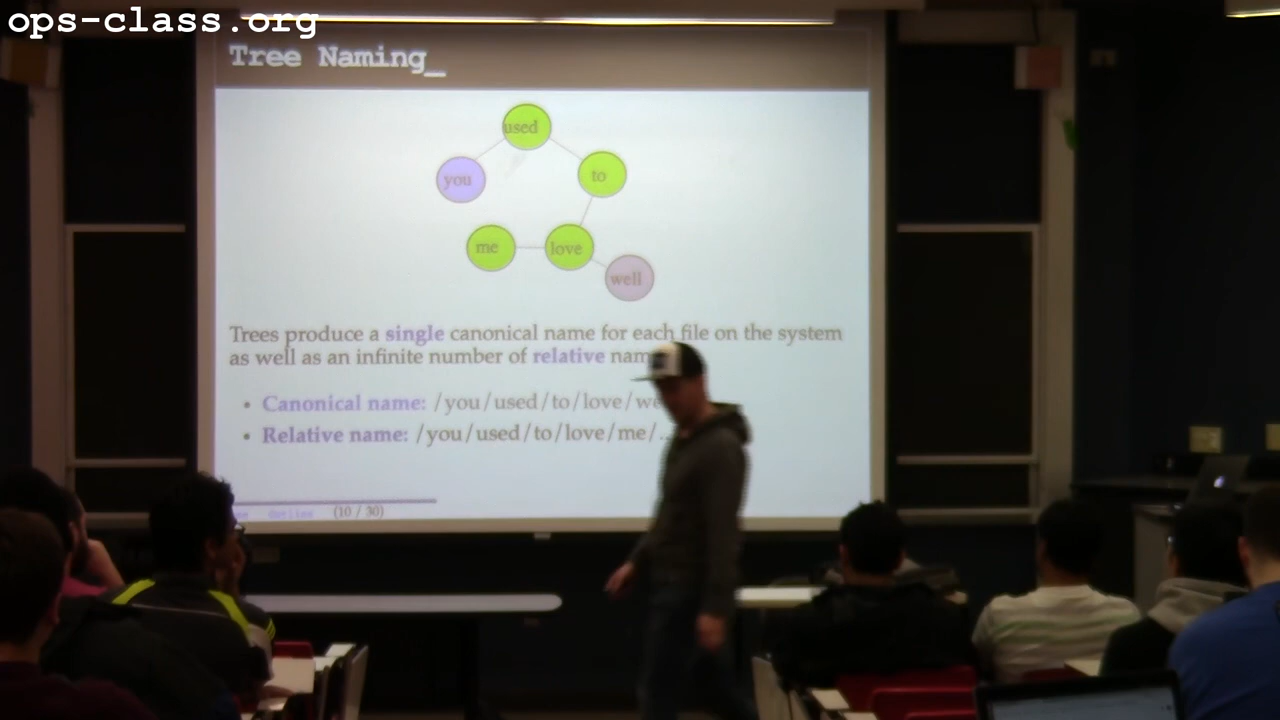 ops-class.org
Tree Naming_
used
you
to
me
love
well
Trees produce a single canonical name for each file on the system
as well as an infinite number of relative
• Canonical name: /you/used/to/love/
• Relative name: /you/used/to/love/me/..
Outline (10 / 30)